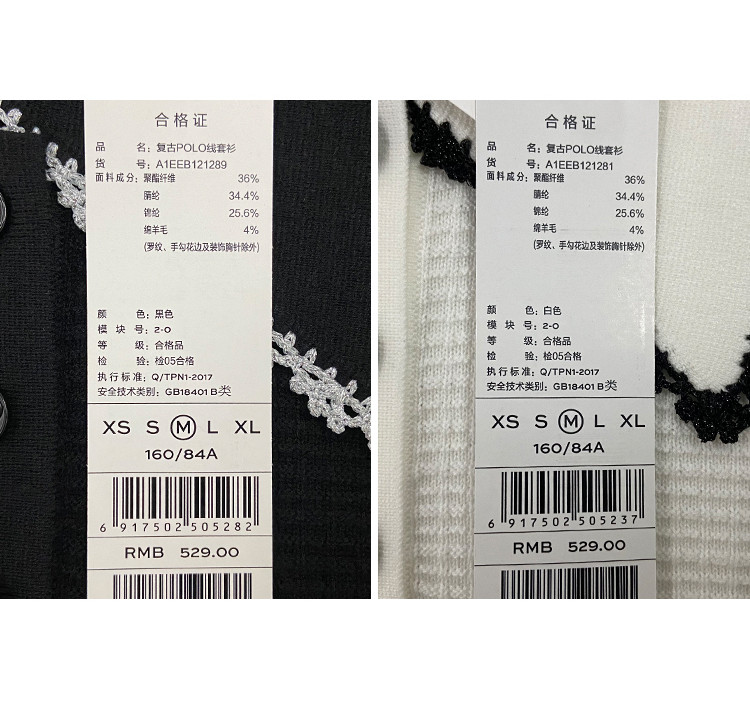 合格证
品 名：复古POLO线套衫
货 号：A1EEB121289
面料成分：聚酯纤维 36%
腈纶 34.4%
锦纶 25.6%
绵羊毛 4%
(罗纹、手勾花边及装饰胸针除外)
颜 色：黑色
模 块 号：2-0
等 级：合格品
检 验：检05合格
执行标准：Q/TPN1-2017
安全技术类别：GB18401 B类
XS S M L XL
160/84A
6 917502 505282
RMB 529.00
合格证
品 名：复古POLO线套衫
货 号：A1EEB121281
面料成分：聚酯纤维 36%
腈纶 34.4%
锦纶 25.6%
绵羊毛 4%
(罗纹、手勾花边及装饰胸针除外)
颜 色：白色
模 块 号：2-0
等 级：合格品
检 验：检05合格
执行标准：Q/TPN1-2017
安全技术类别：GB18401 B类
XS S M L XL
160/84A
6 917502 505237
RMB 529.00